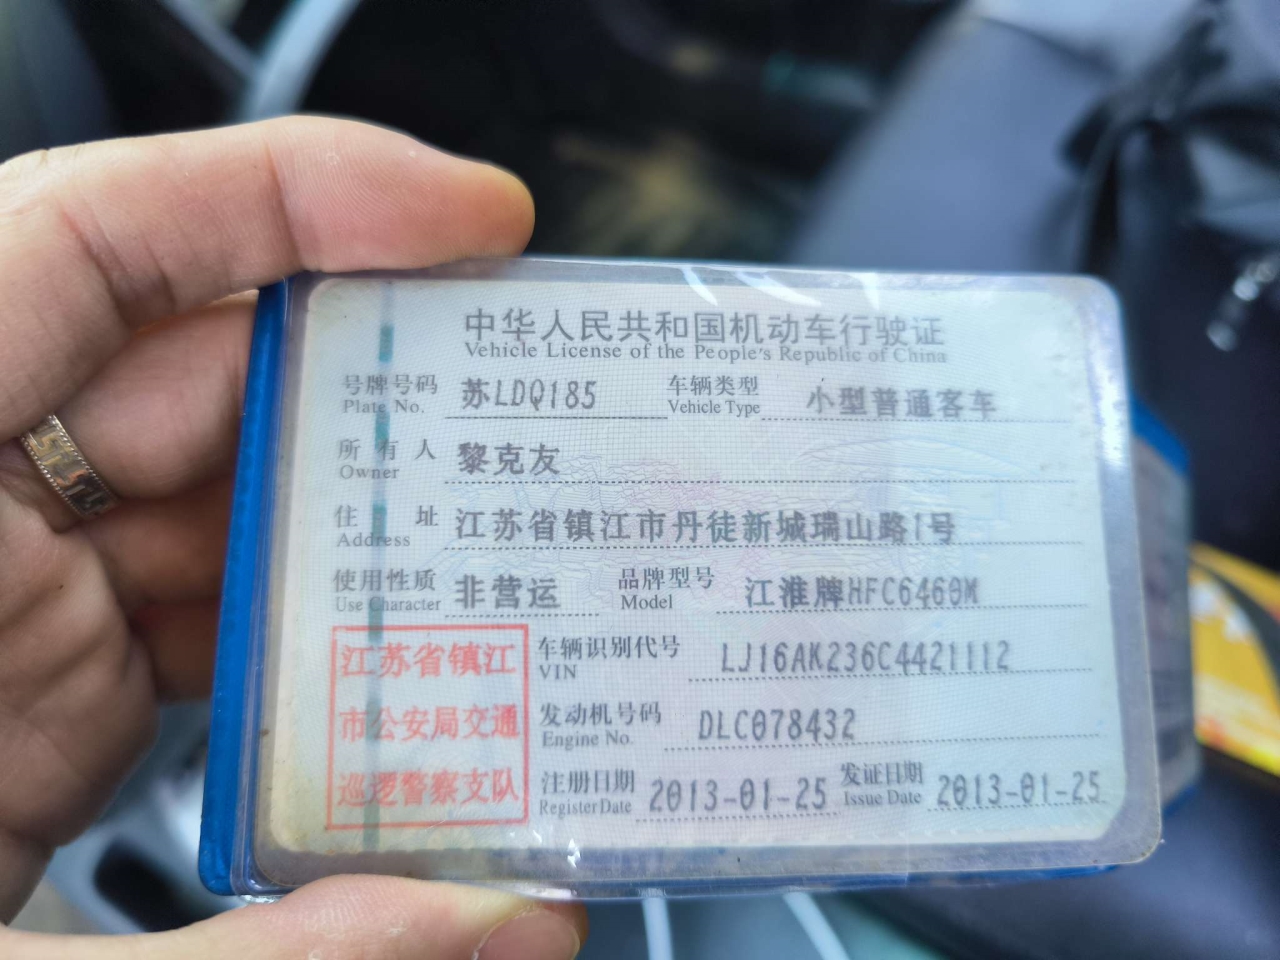 中华人民共和国机动车行驶证
Vehicle License of the People's Republic of China
号牌号码 苏LDQ185 车辆类型 小型普通客车
Plate No. Vehicle Type
所有人 黎克友
Owner
住址 江苏省镇江市丹徒新城瑞山路1号
Address
使用性质 非营运 品牌型号 江淮牌HFC6460M
Use Character Model
江苏省镇江
市公安局交通
巡逻警察支队
车辆识别代号 LJ16AK236C4421112
VIN
发动机号码 DLC078432
Engine No.
注册日期 2013-01-25 发证日期 2013-01-25
Register Date Issue Date